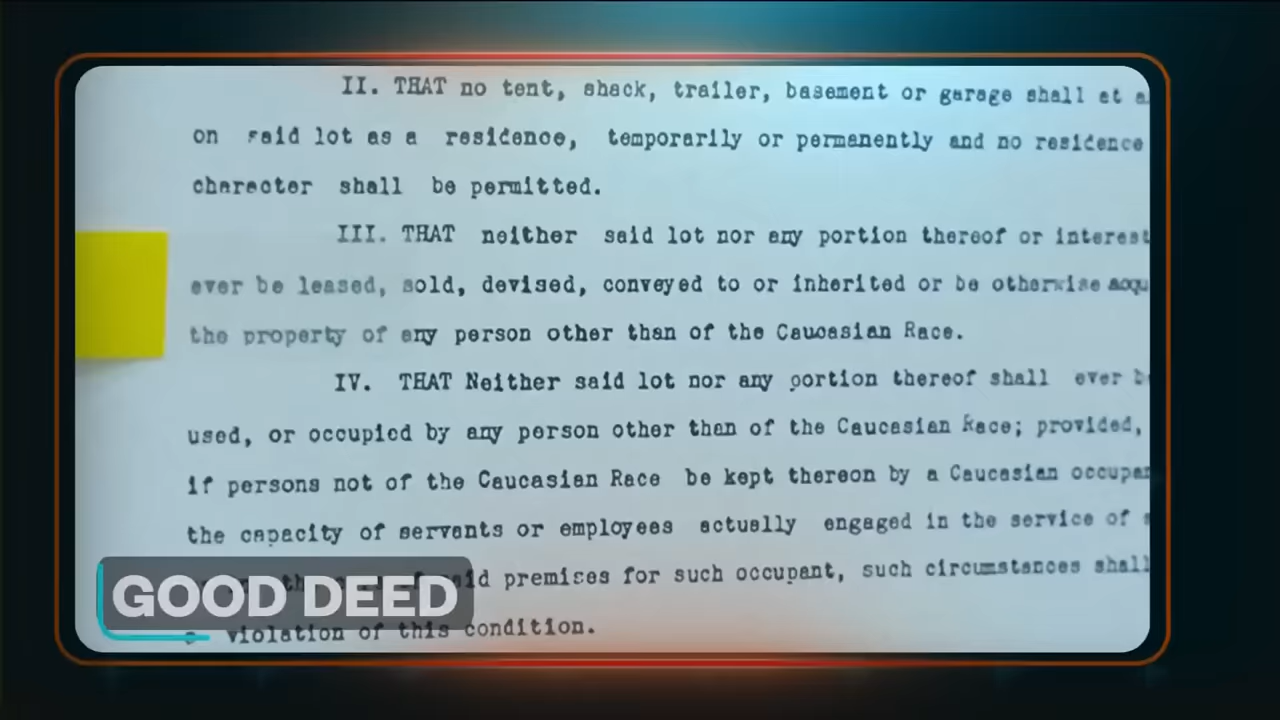 II. THAT no tent, shack, trailer, basement or garage shall at a
on said lot as a residence, temporarily or permanently and no residence
character shall be permitted.
III. THAT neither said lot nor any portion thereof or interest
ever be leased, sold, devised, conveyed to or inherited or be otherwise acqu
the property of any person other than of the Caucasian Race.
IV. THAT Neither said lot nor any portion thereof shall ever b
used, or occupied by any person other than of the Caucasian Race; provided,
if persons not of the Caucasian Race be kept thereon by a Caucasian occupan
the capacity of servants or employees actually engaged in the service of
said premises for such occupant, such circumstances shall
GOOD DEED
violation of this condition.